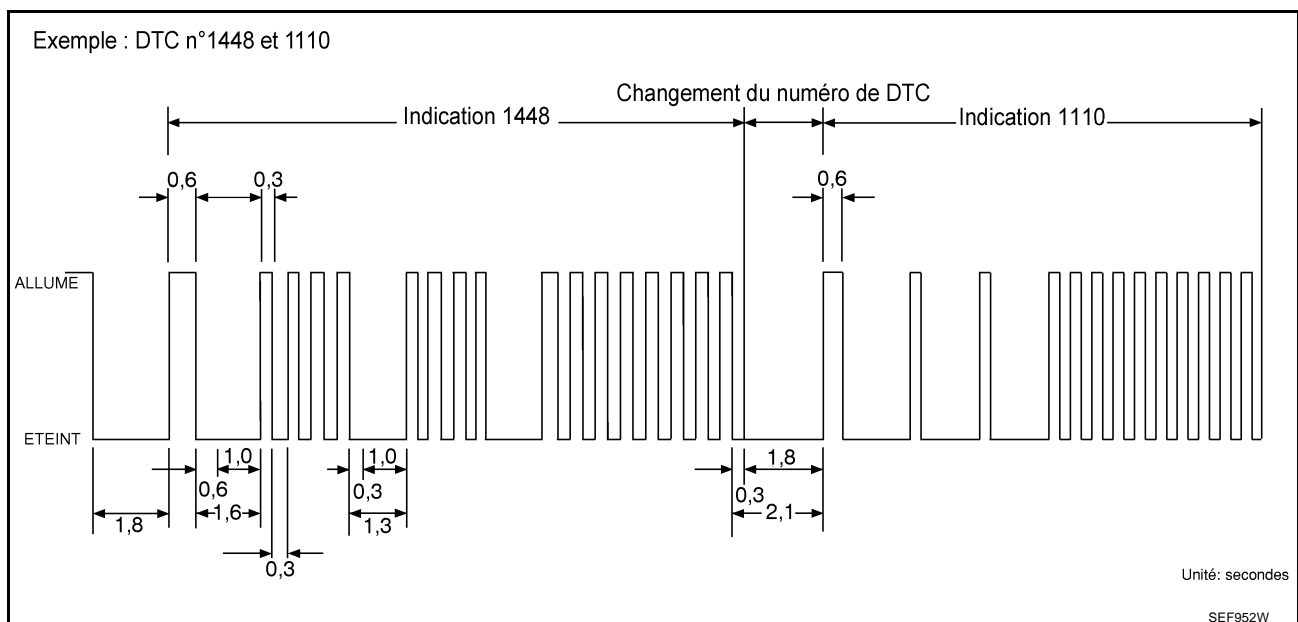 Exemple : DTC n°1448 et 1110
Changement du numéro de DTC
Indication 1448
Indication 1110
0,6
0,3
0,6
ALLUME
ETEINT
1,0
1,0
1,8
0,6
0,3
0,3
1,8
1,6
1,3
2,1
0,3
Unité: secondes
SEF952W